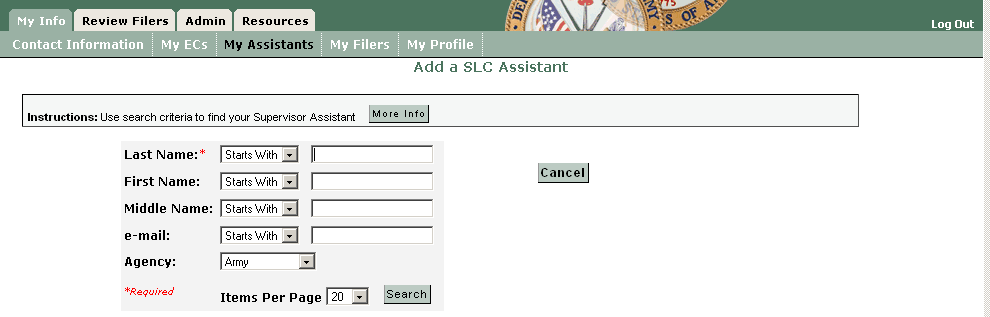 My Info Review Filers Admin Resources
Log Out
Contact Information My ECs My Assistants My Filers My Profile
Add a SLC Assistant
Instructions: Use search criteria to find your Supervisor Assistant More Info
Last Name:* Starts With
Cancel
First Name: Starts With
Middle Name: Starts With
e-mail: Starts With
Agency: Army
*Required Items Per Page 20 Search